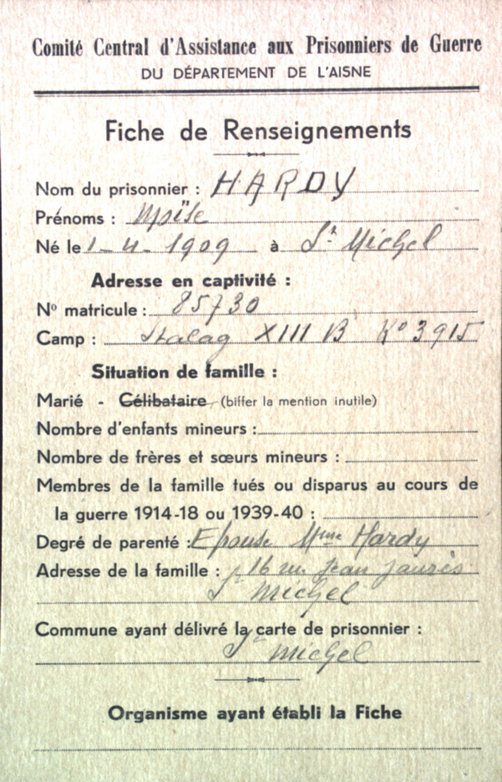 Comité Central d'Assistance aux Prisonniers de Guerre
DU DÉPARTEMENT DE L'AISNE
Fiche de Renseignements
Nom du prisonnier : HARDY
Prénoms : Moïse
Né le 1-4-1909 à St Michel
Adresse en captivité :
No matricule : 85730
Camp : Stalag XIII B Ko 3915
Situation de famille :
Marié - Célibataire (biffer la mention inutile)
Nombre d'enfants mineurs :
Nombre de frères et sœurs mineurs :
Membres de la famille tués ou disparus au cours de
la guerre 1914-18 ou 1939-40 :
Degré de parenté : Epouse Mme Hardy
Adresse de la famille : 16 rue Jean Jaurès
St Michel
Commune ayant délivré la carte de prisonnier :
St Michel
Organisme ayant établi la Fiche